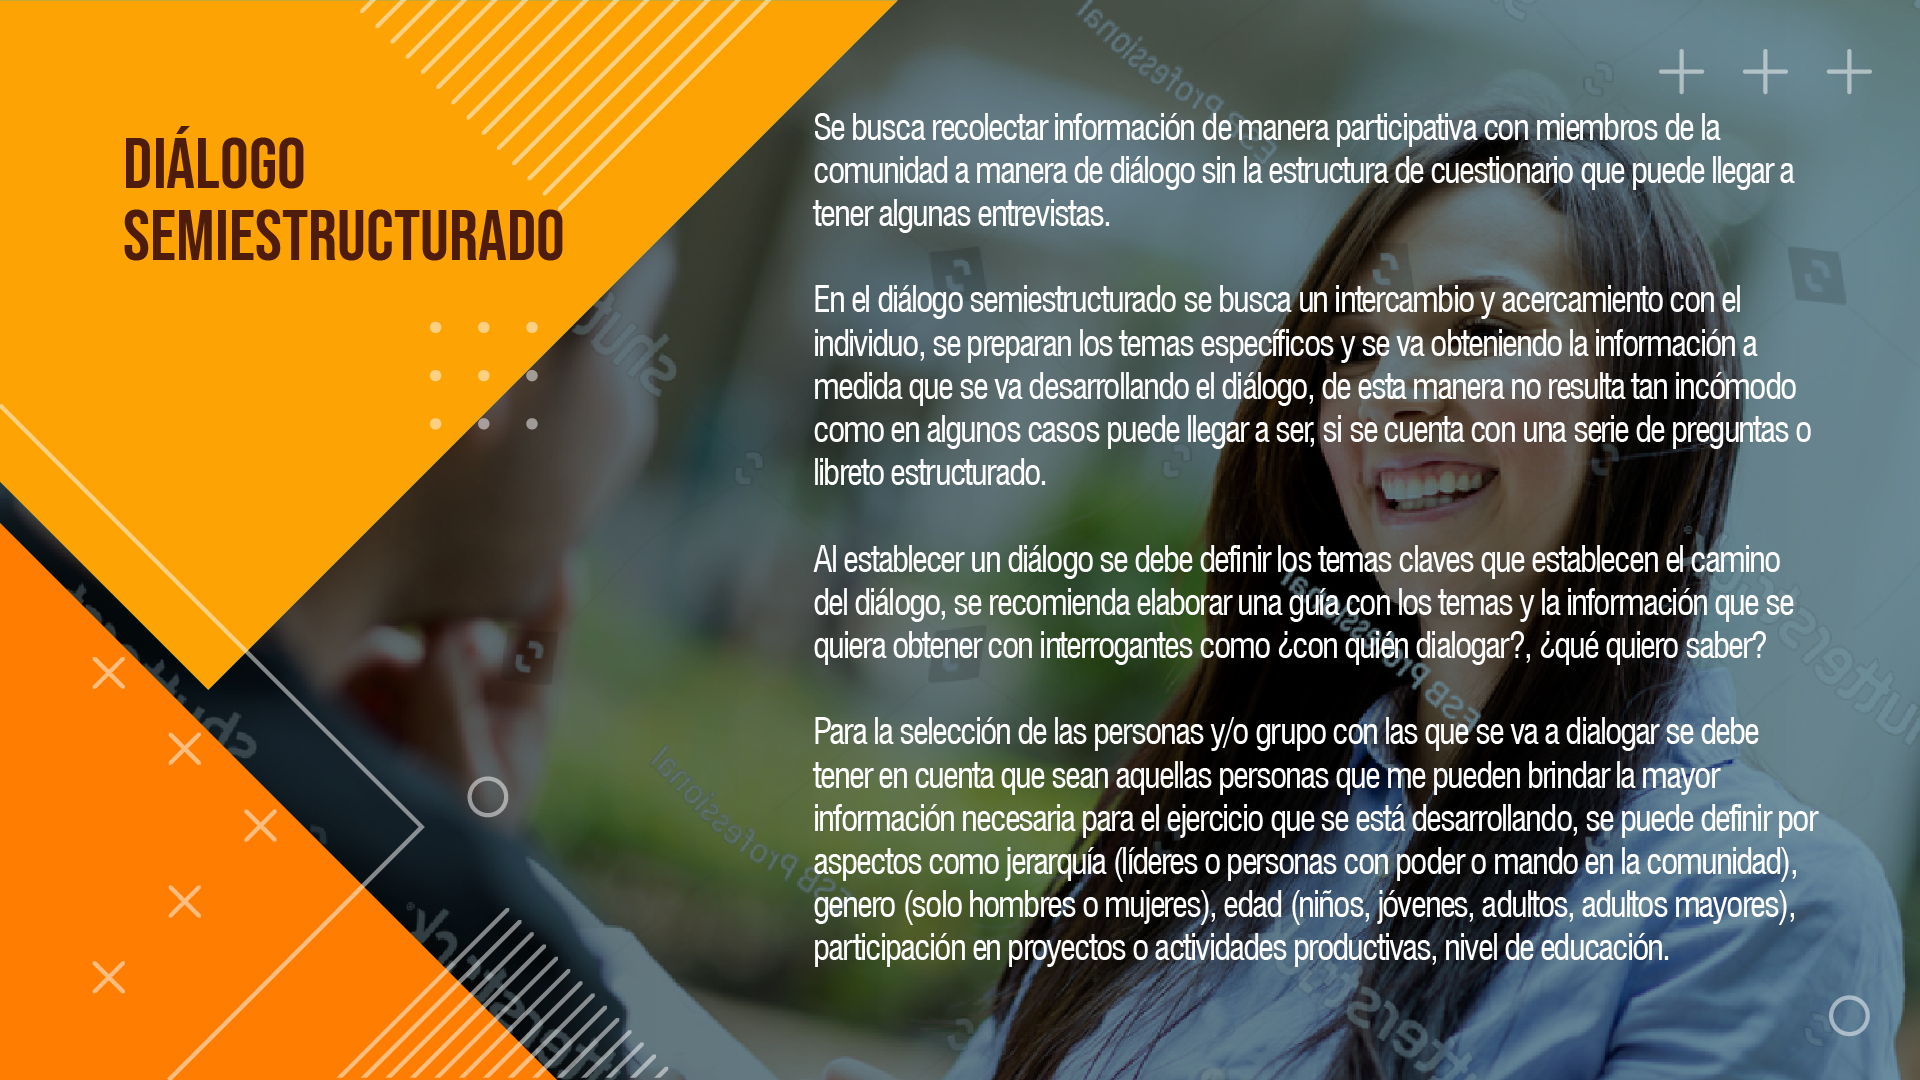 DIÁLOGO
SEMIESTRUCTURADO
Se busca recolectar información de manera participativa con miembros de la
comunidad a manera de diálogo sin la estructura de cuestionario que puede llegar a
tener algunas entrevistas.
En el diálogo semiestructurado se busca un intercambio y acercamiento con el
individuo, se preparan los temas específicos y se va obteniendo la información a
medida que se va desarrollando el diálogo, de esta manera no resulta tan incómodo
como en algunos casos puede llegar a ser, si se cuenta con una serie de preguntas o
libreto estructurado.
Al establecer un diálogo se debe definir los temas claves que establecen el camino
del diálogo, se recomienda elaborar una guía con los temas y la información que se
quiera obtener con interrogantes como ¿con quién dialogar?, ¿qué quiero saber?
Para la selección de las personas y/o grupo con las que se va a dialogar se debe
tener en cuenta que sean aquellas personas que me pueden brindar la mayor
información necesaria para el ejercicio que se está desarrollando, se puede definir por
aspectos como jerarquía (líderes o personas con poder o mando en la comunidad),
genero (solo hombres o mujeres), edad (niños, jóvenes, adultos, adultos mayores),
participación en proyectos o actividades productivas, nivel de educación.
ESB Professional
ESB Professional